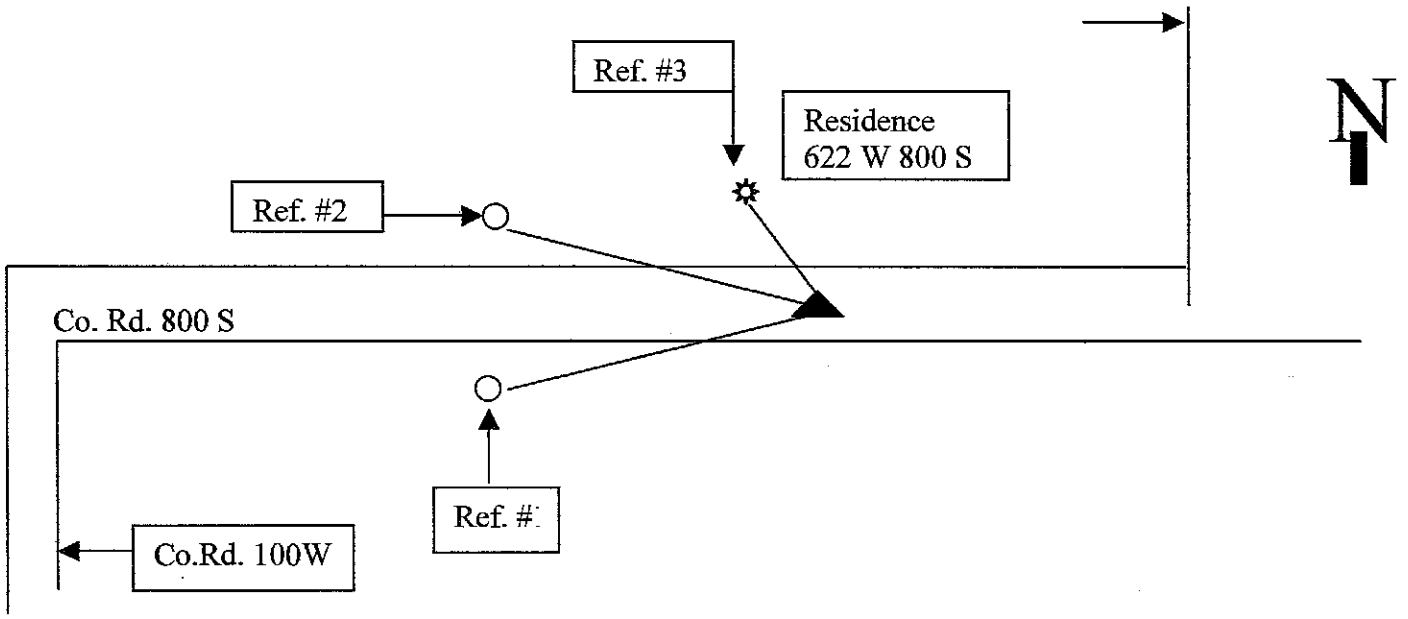 Ref. #3
Residence
622 W 800 S
N
Ref. #2
Co. Rd. 800 S
Ref. #
Co.Rd. 100W